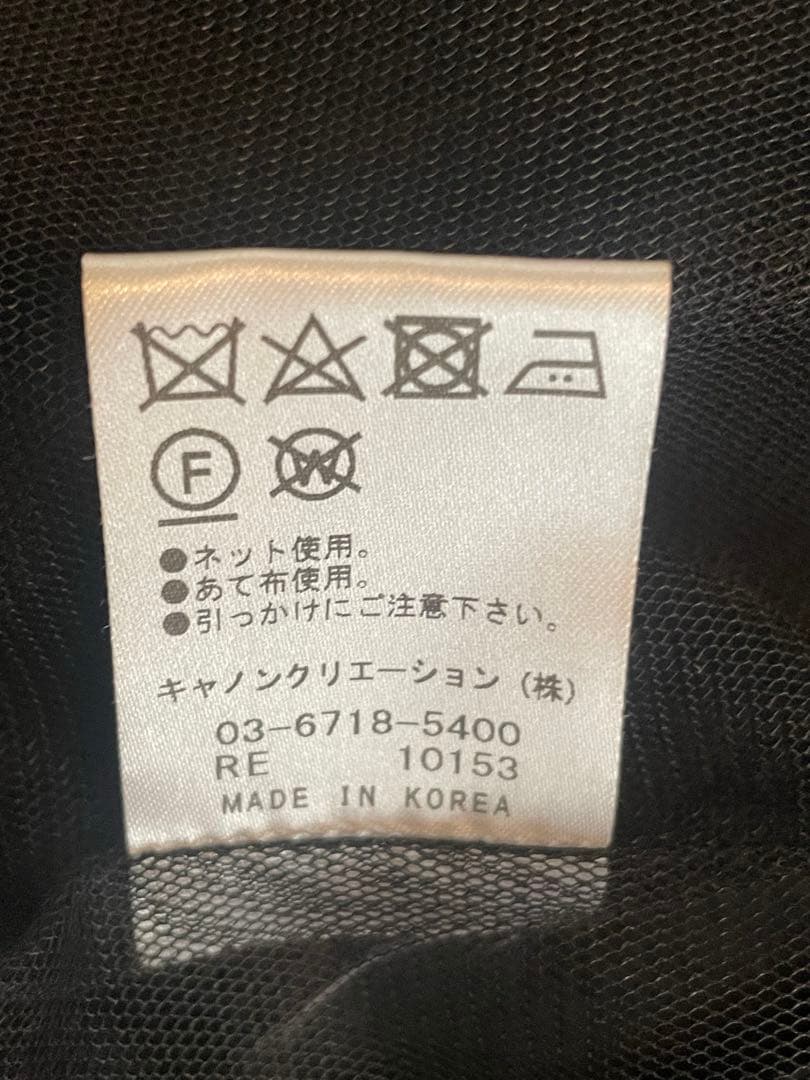 F W
●ネット使用。
●あて布使用。
●引っかけにご注意下さい。
キャノンクリエーション(株)
03-6718-5400
RE 10153
MADE IN KOREA